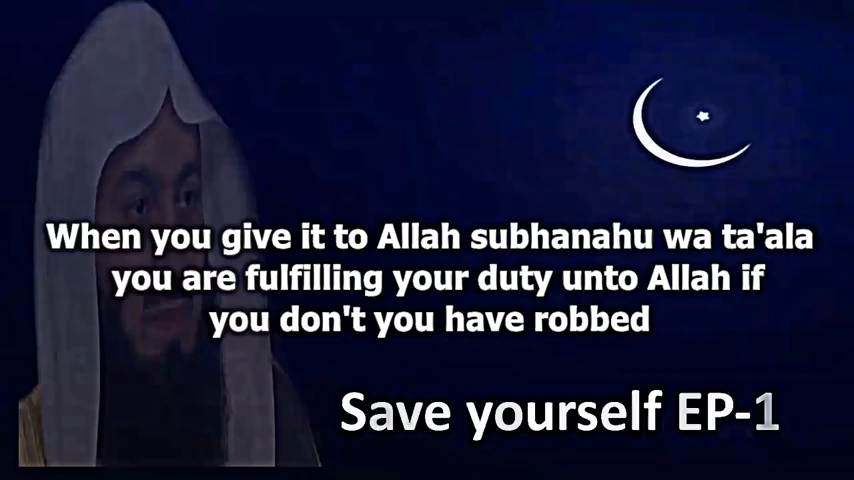 When you give it to Allah subhanahu wa ta'ala
you are fulfilling your duty unto Allah if
you don't you have robbed
Save yourself EP-1